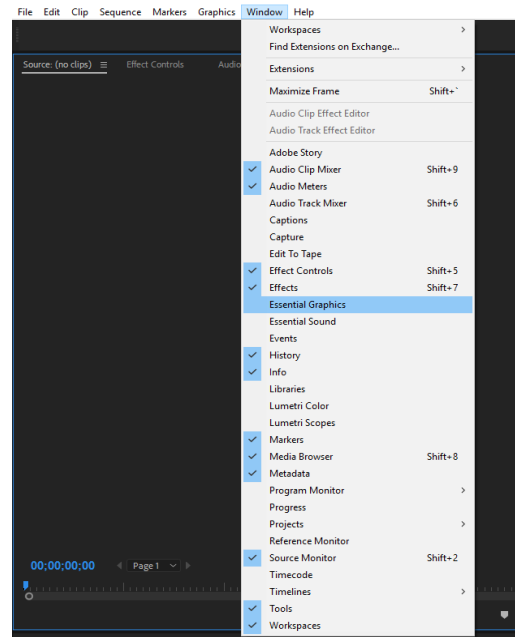 File Edit Clip Sequence Markers Graphics Window Help
Workspaces
Find Extensions on Exchange...
Source: (no clips) Effect Controls Audio
Extensions
Maximize Frame Shift+`
Audio Clip Effect Editor
Audio Track Effect Editor
Adobe Story
Audio Clip Mixer Shift+9
Audio Meters
Audio Track Mixer Shift+6
Captions
Capture
Edit To Tape
Effect Controls Shift+5
Effects Shift+7
Essential Graphics
Essential Sound
Events
History
Info
Libraries
Lumetri Color
Lumetri Scopes
Markers
Media Browser Shift+8
Metadata
Program Monitor
Progress
Projects
Reference Monitor
Source Monitor Shift+2
00;00;00;00 Page 1
Timecode
Timelines
Tools
Workspaces